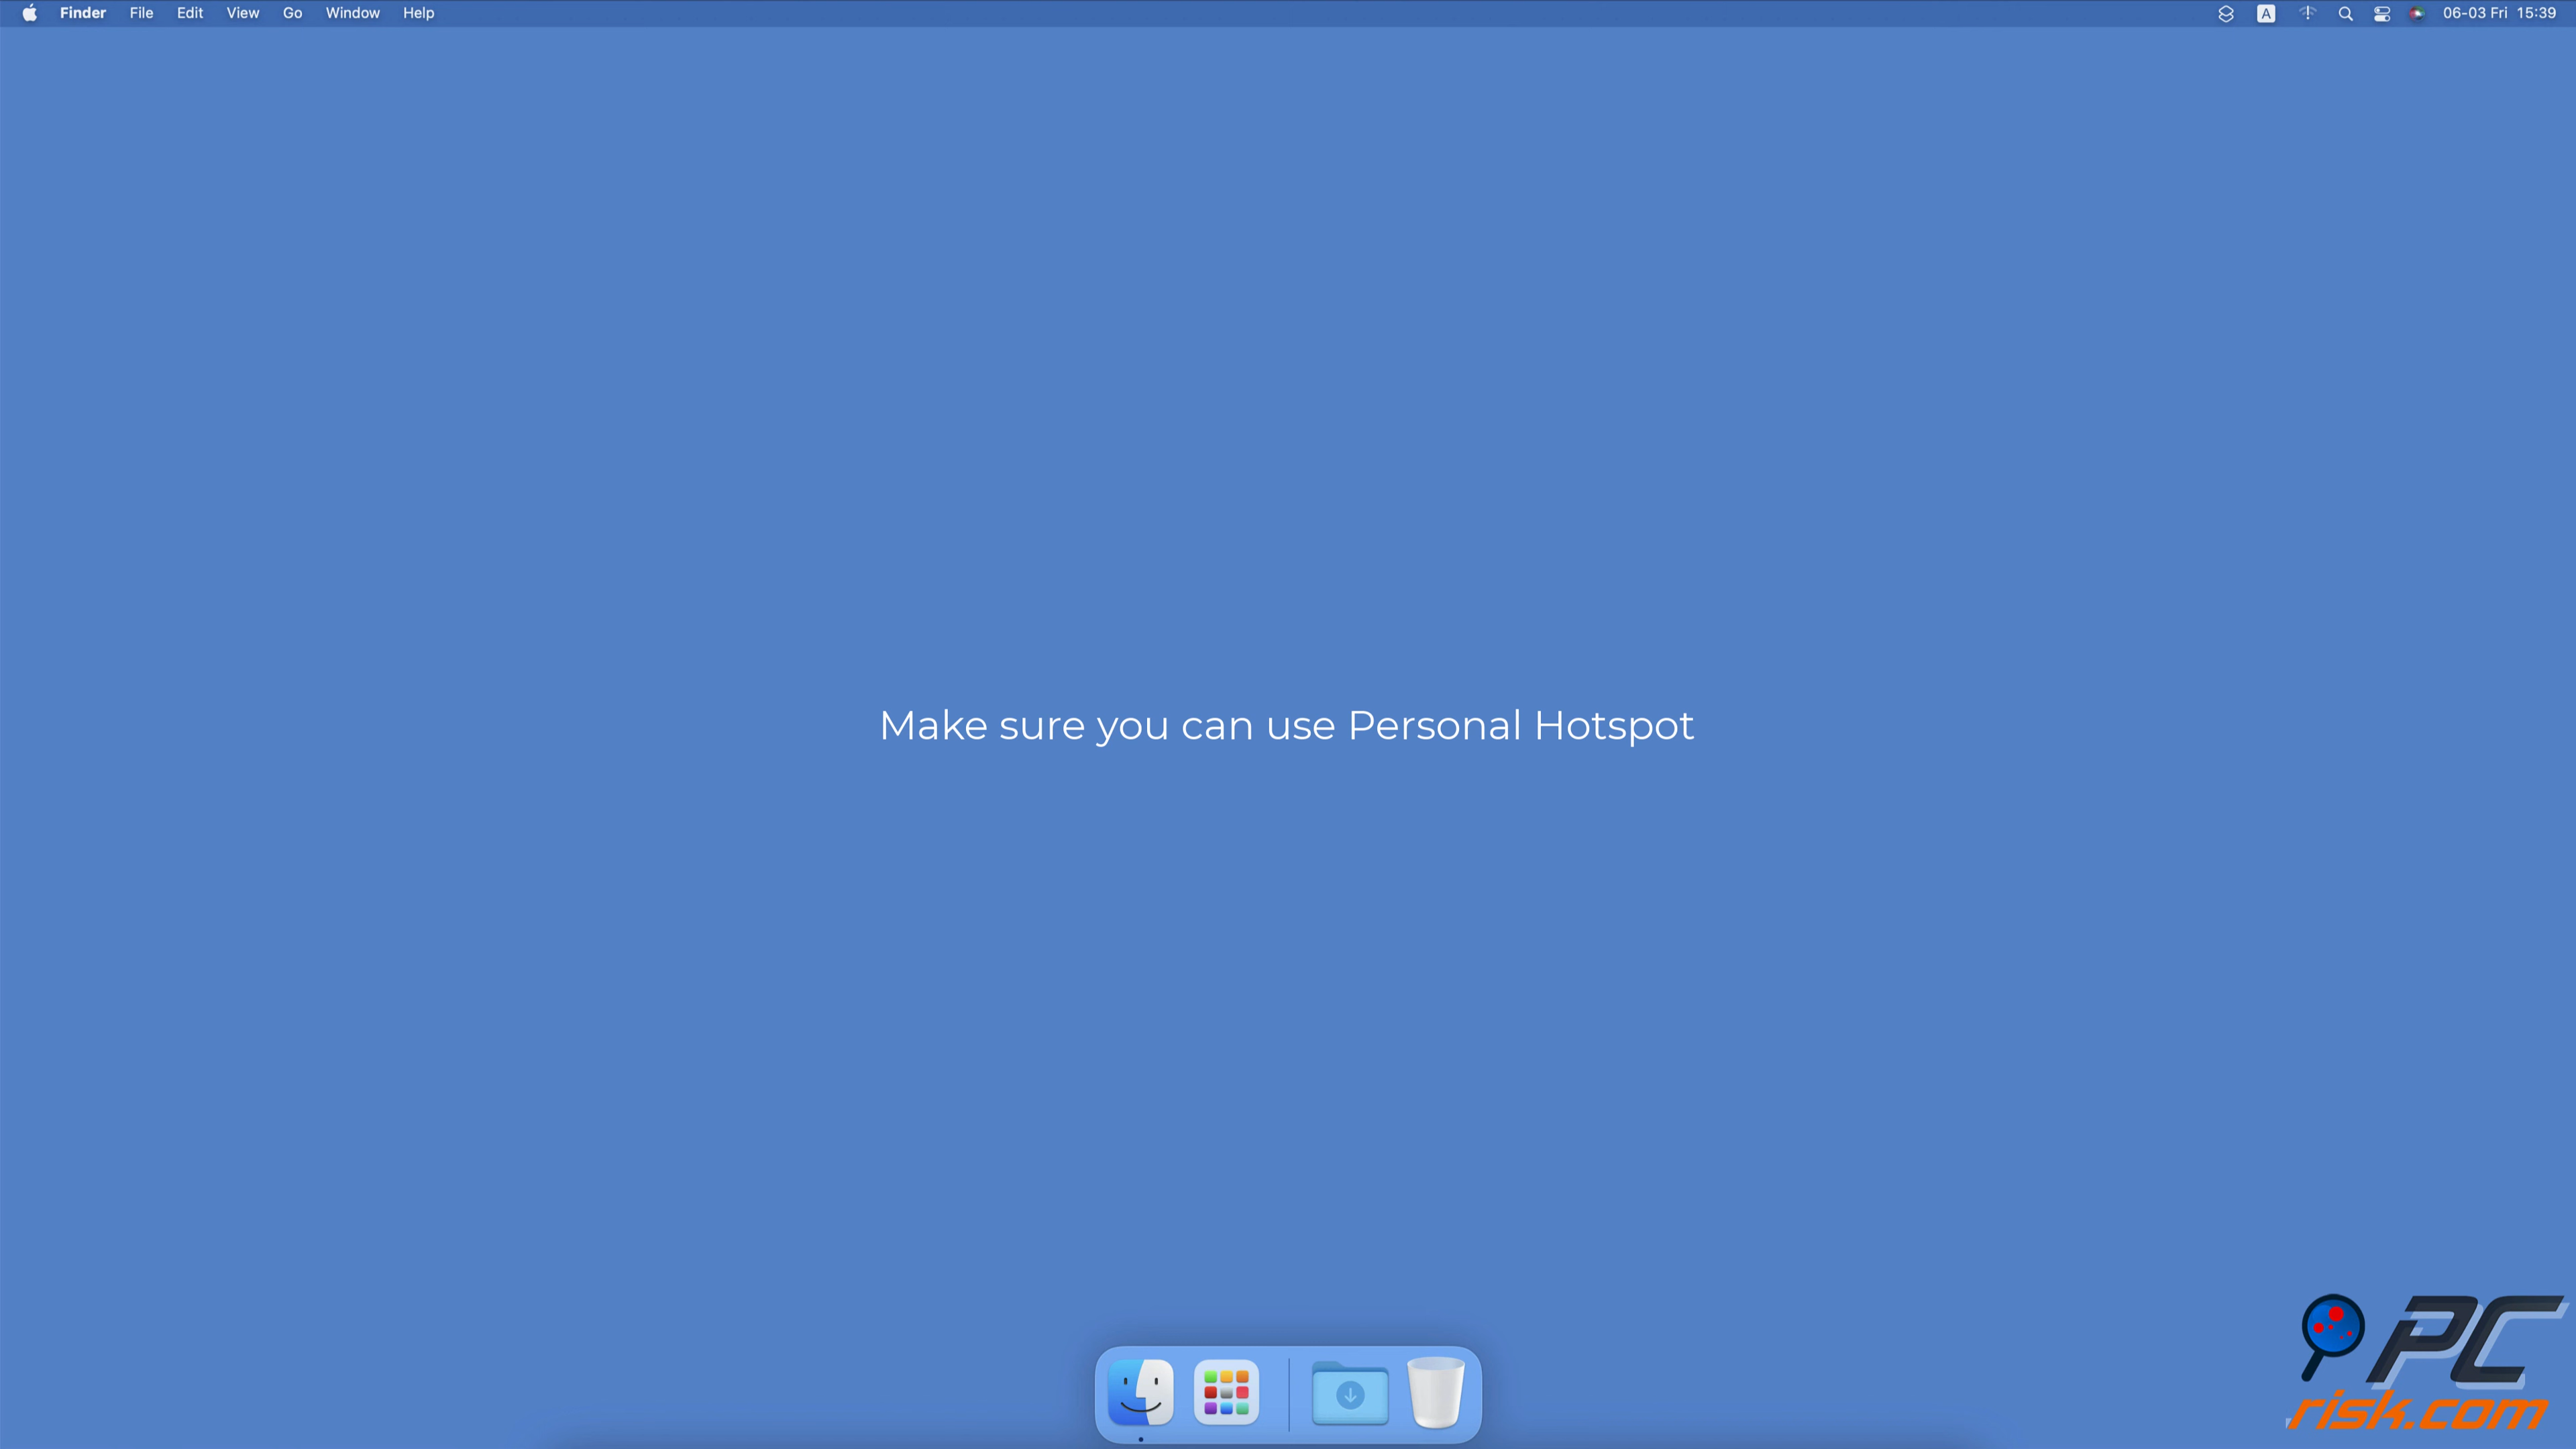 Finder File Edit View Go Window Help A 06-03 Fri 15:39
Make sure you can use Personal Hotspot
PC
risk.com